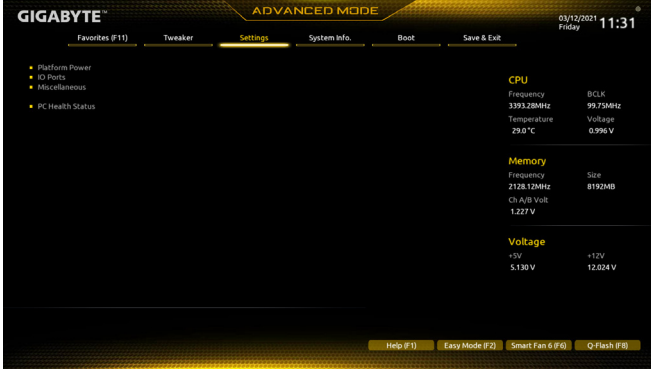 GIGABYTE™
ADVANCED MODE
03/12/2021 Friday 11:31
Favorites (F11) Tweaker Settings System Info. Boot Save & Exit
Platform Power
IO Ports
Miscellaneous
PC Health Status
CPU
Frequency BCLK
3393.28MHz 99.75MHz
Temperature Voltage
29.0 °C 0.996 V
Memory
Frequency Size
2128.12MHz 8192MB
Ch A/B Volt
1.227 V
Voltage
+5V +12V
5.130 V 12.024 V
Help (F1) Easy Mode (F2) Smart Fan 6 (F6) Q-Flash (F8)